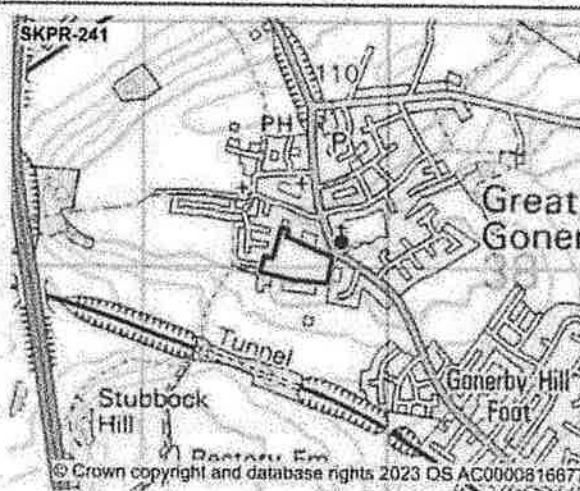 SKPR-241
110
PH
P
Great
Goner
38
Tunnel
Gonerby Hill
Foot
Stubbock
Hill
© Crown copyright and database rights 2023 OS AC0000816677